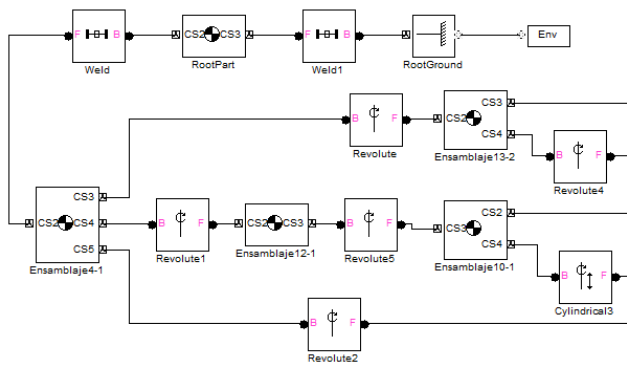 F B
CS2 CS3
F B
Env
Weld
RootPart
Weld1
RootGround
B F
CS2 CS3
CS4
Revolute
Ensamblaje13-2
B F
Revolute4
CS3
CS2 CS4
CS5
Ensamblaje4-1
B F
Revolute1
CS2 CS3
Ensamblaje12-1
B F
Revolute5
CS3 CS2
CS4
Ensamblaje10-1
B F
Cylindrical3
B F
Revolute2